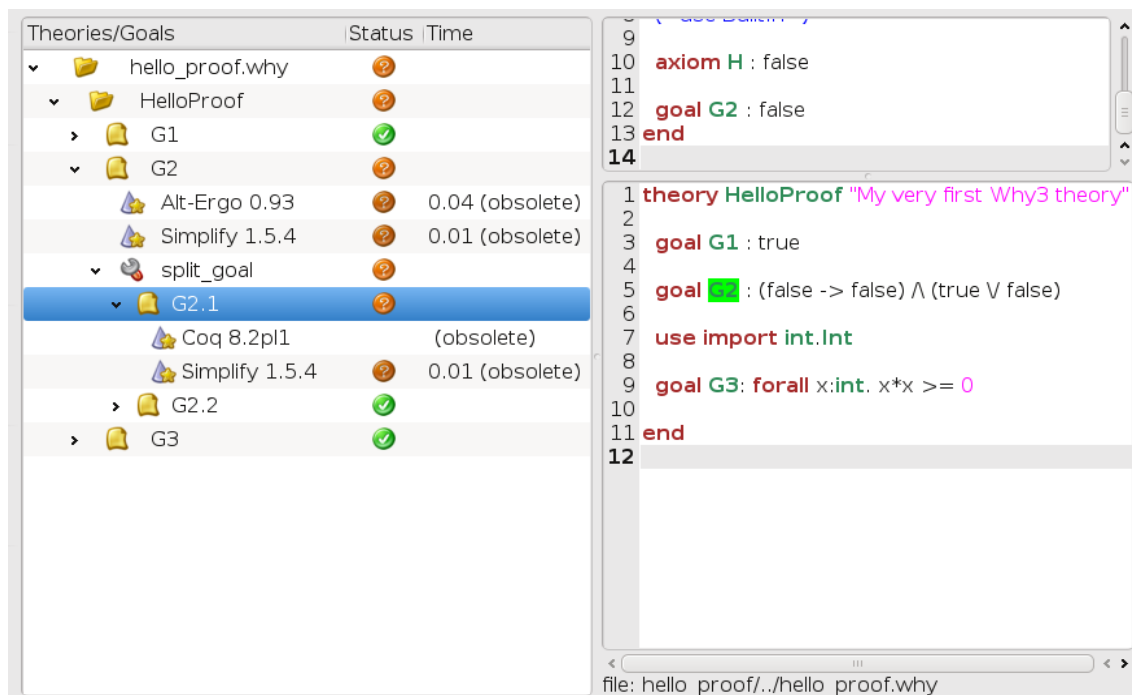 Theories/Goals Status Time
hello_proof.why
HelloProof
G1
G2
Alt-Ergo 0.93 0.04 (obsolete)
Simplify 1.5.4 0.01 (obsolete)
split_goal
G2.1
Coq 8.2pl1 (obsolete)
Simplify 1.5.4 0.01 (obsolete)
G2.2
G3
9
10 axiom H : false
11
12 goal G2 : false
13 end
14
1 theory HelloProof "My very first Why3 theory"
2
3 goal G1 : true
4
5 goal G2 : (false -> false) /\ (true \/ false)
6
7 use import int.Int
8
9 goal G3: forall x:int. x*x >= 0
10
11 end
12
file: hello_proof/../hello_proof.why